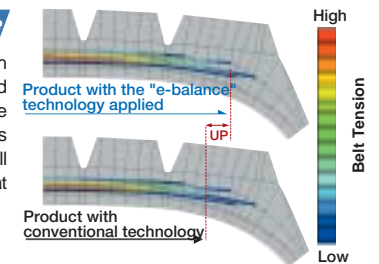 High
Product with the "e-balance"
technology applied
UP
Product with
conventional technology
Belt Tension
Low